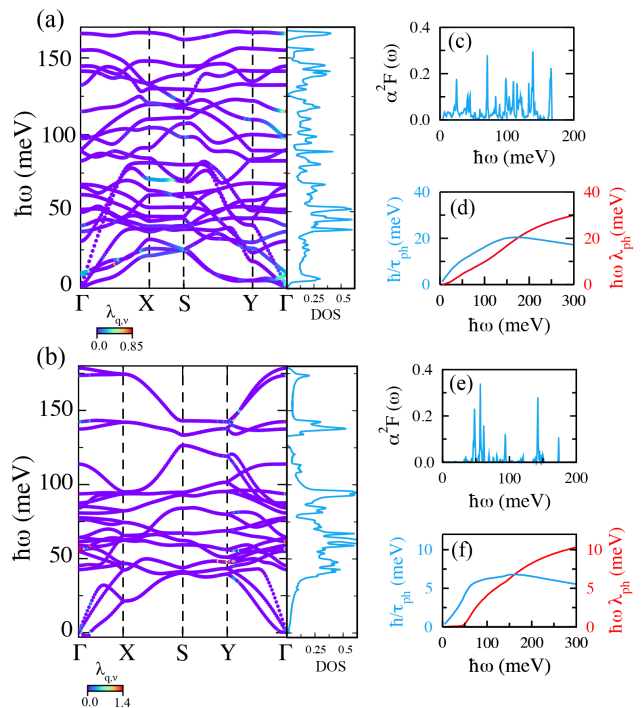 (a)
150
100
50
0
ħω (meV)
Γ X S Y Γ
0.25 0.5
DOS
λq,ν
0.0 0.85
(c)
α²F (ω)
0.4
0.2
0.0
0 100 200
ħω (meV)
(d)
ħ/τph(meV)
40
20
0
40
20
0
ħω λph (meV)
0 100 200 300
ħω (meV)
(b)
150
100
50
0
ħω (meV)
Γ X S Y Γ
0.25 0.5
DOS
λq,ν
0.0 1.4
(e)
α²F (ω)
0.4
0.2
0.0
0 100 200
ħω (meV)
(f)
ħ/τph (meV)
10
5
0
10
5
0
ħω λph (meV)
0 100 200 300
ħω (meV)